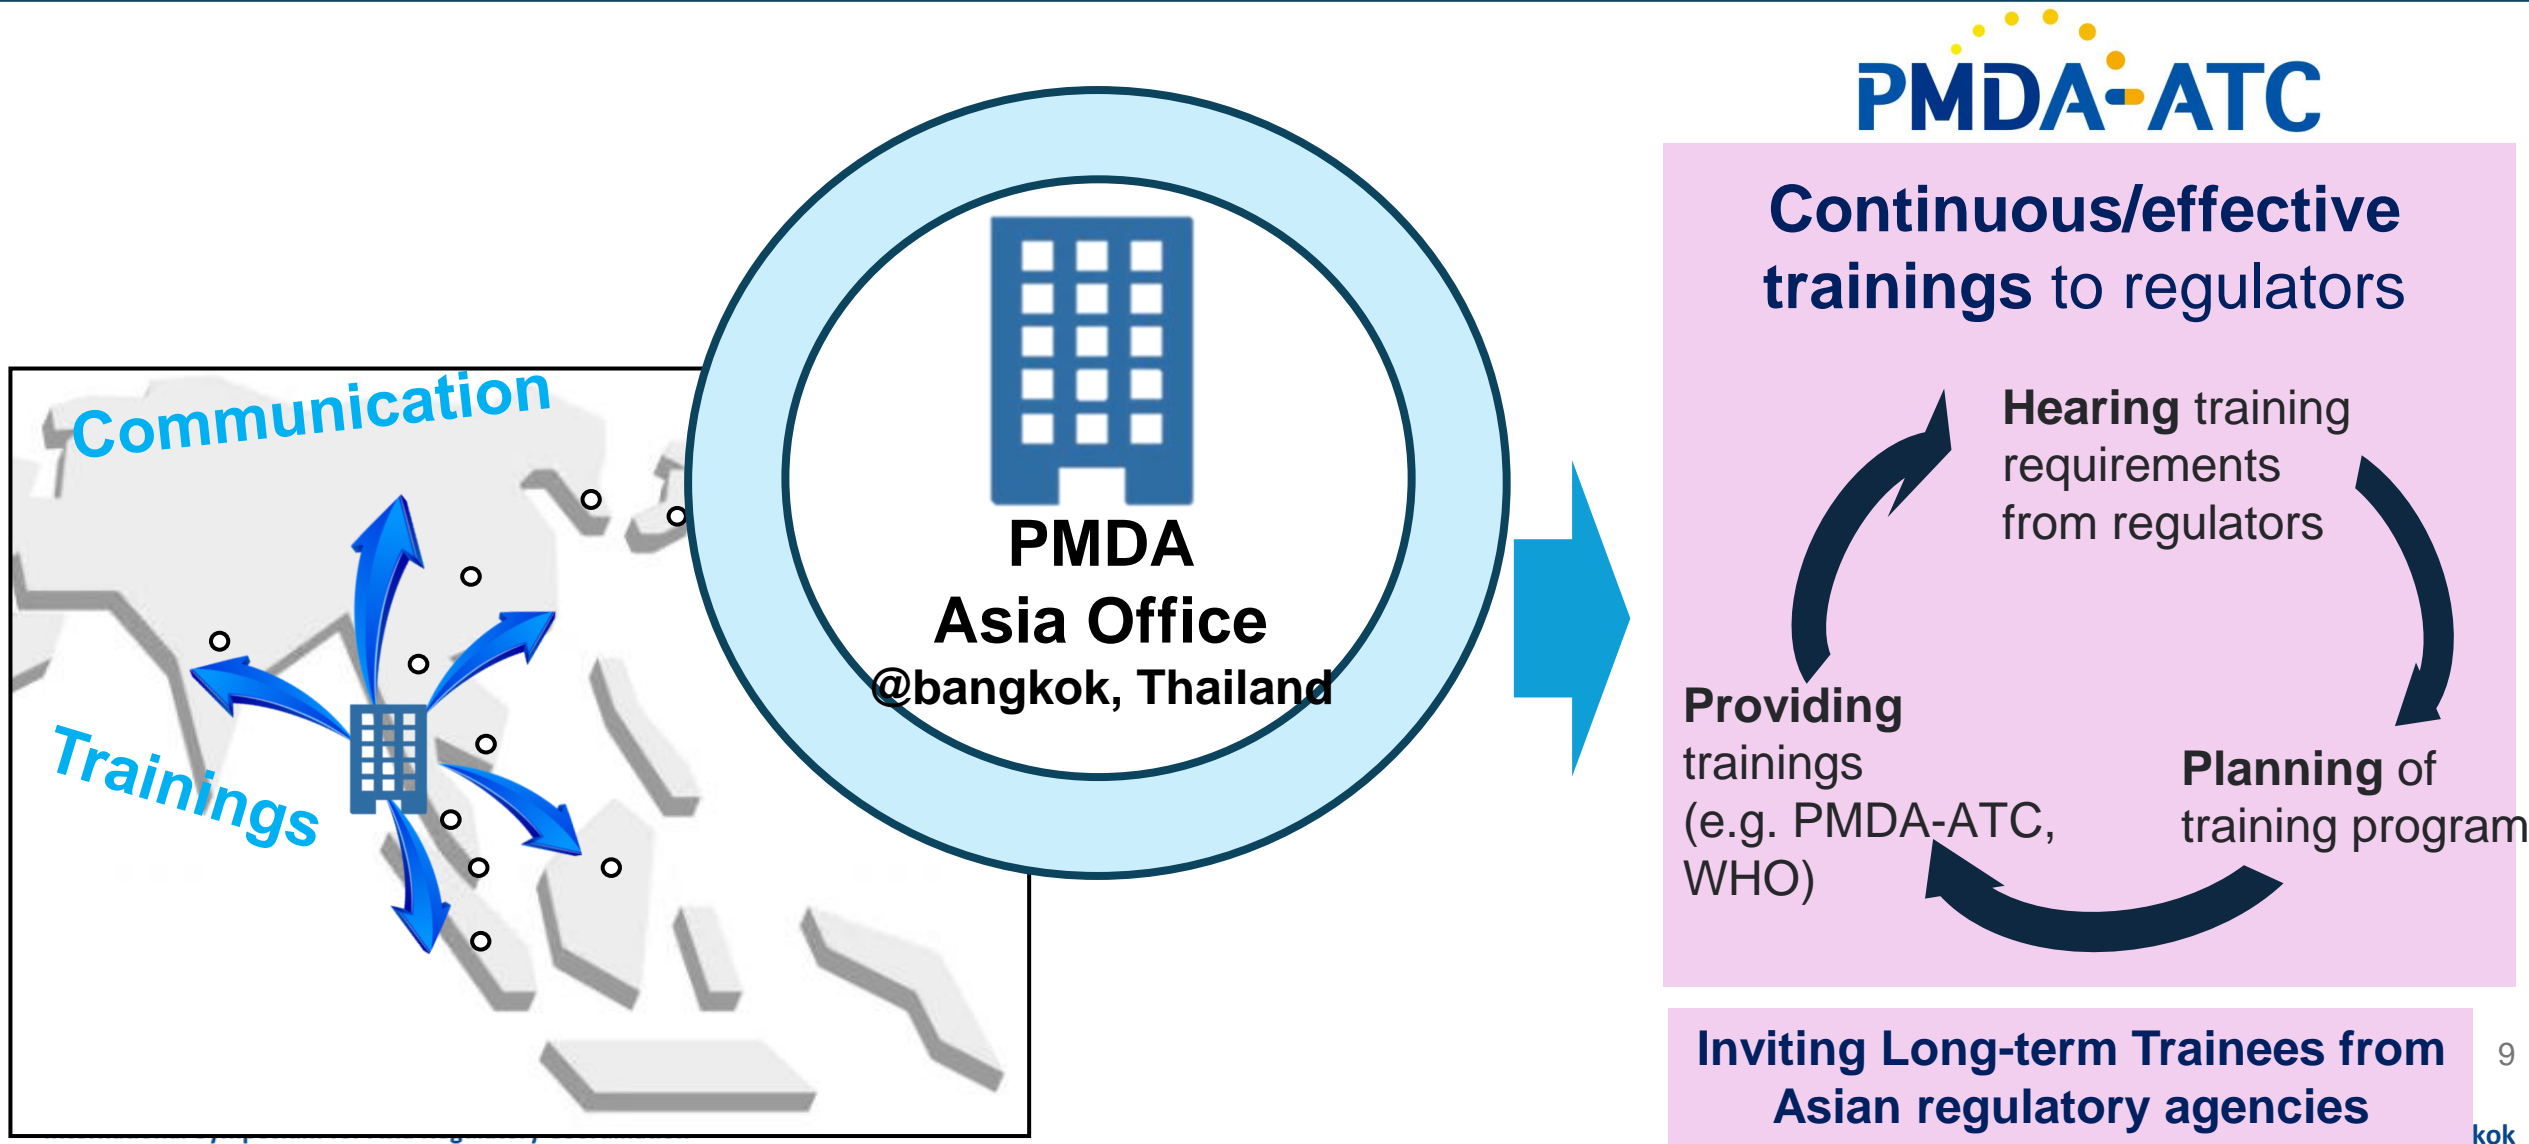 PMDA-ATC
Communication
Trainings
PMDA
Asia Office
@bangkok, Thailand
Continuous/effective
trainings to regulators
Hearing training
requirements
from regulators
Planning of
training program
Providing
trainings
(e.g. PMDA-ATC,
WHO)
Inviting Long-term Trainees from
Asian regulatory agencies
9
kok